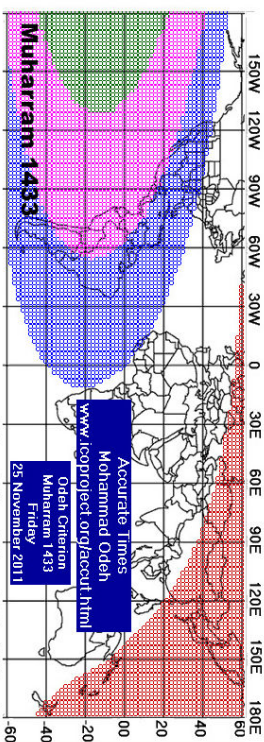 150W 120W 90W 60W 30W 0 30E 60E 90E 120E 150E 180E
60
40
20
00
-20
-40
-60
Accurate Times
Mohammad Odeh
www.icoproject.org/accut.html
Odeh Criterion
Muharram 1433
Friday
25 November 2011
Muharram 1433